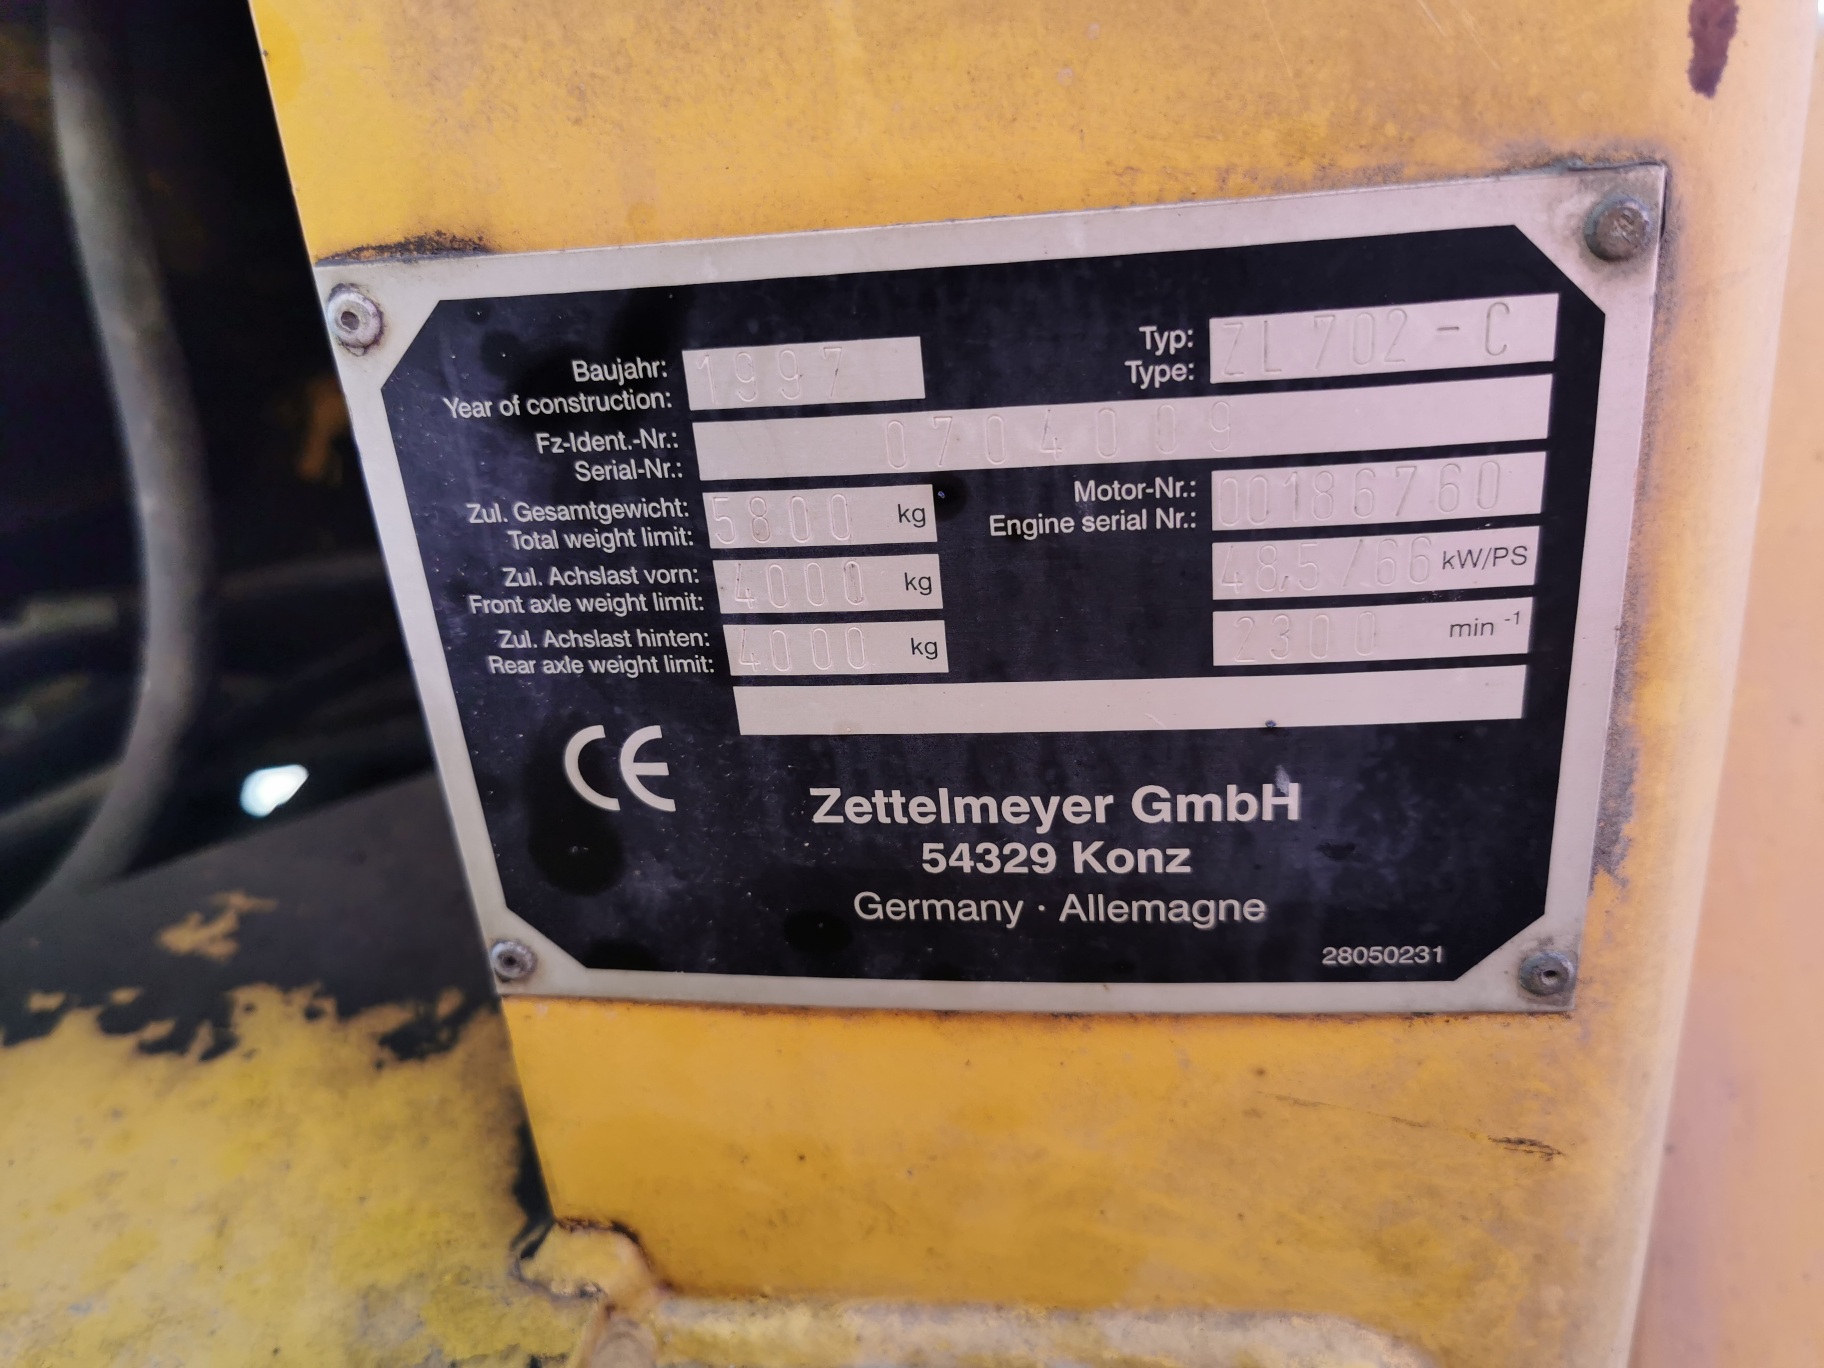 Baujahr: 1997 Typ: ZL 702 - C
Year of construction: Type:
Fz-Ident.-Nr.: 0704009
Serial-Nr.:
Zul. Gesamtgewicht: 5800 kg Motor-Nr.: 00186760
Total weight limit: Engine serial Nr.:
Zul. Achslast vorn: 4000 kg 48,5/66 kW/PS
Front axle weight limit:
Zul. Achslast hinten: 4000 kg 2300 min -1
Rear axle weight limit:
CE
Zettelmeyer GmbH
54329 Konz
Germany · Allemagne
28050231